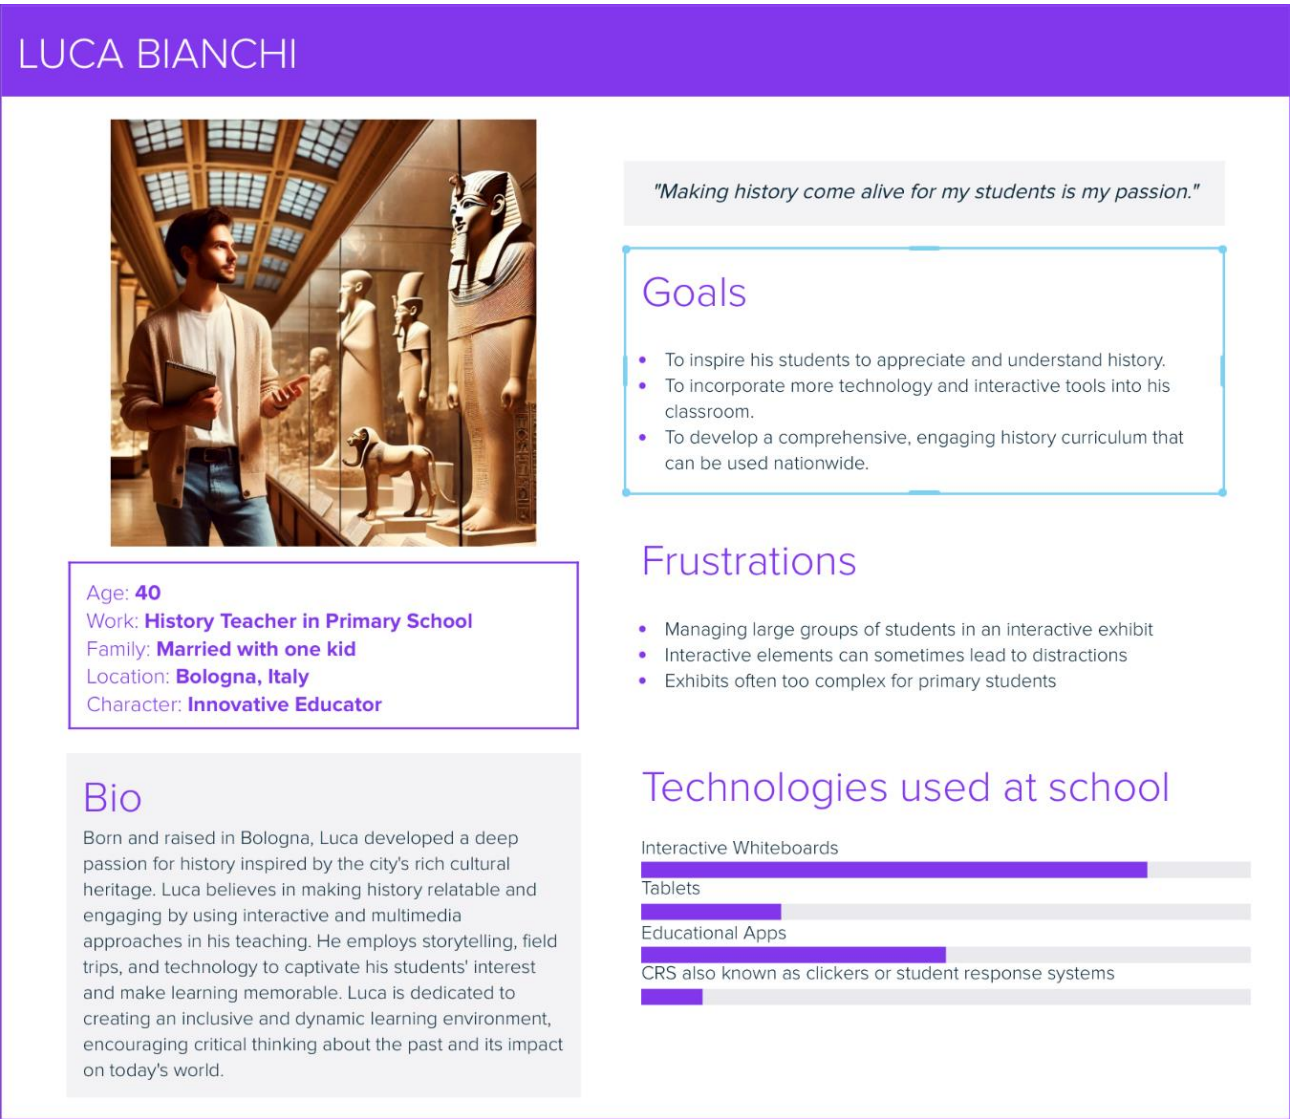 LUCA BIANCHI
"Making history come alive for my students is my passion."
Goals
To inspire his students to appreciate and understand history.
To incorporate more technology and interactive tools into his
classroom.
To develop a comprehensive, engaging history curriculum that
can be used nationwide.
Age: 40
Work: History Teacher in Primary School
Family: Married with one kid
Location: Bologna, Italy
Character: Innovative Educator
Frustrations
Managing large groups of students in an interactive exhibit
Interactive elements can sometimes lead to distractions
Exhibits often too complex for primary students
Bio
Born and raised in Bologna, Luca developed a deep
passion for history inspired by the city's rich cultural
heritage. Luca believes in making history relatable and
engaging by using interactive and multimedia
approaches in his teaching. He employs storytelling, field
trips, and technology to captivate his students' interest
and make learning memorable. Luca is dedicated to
creating an inclusive and dynamic learning environment,
encouraging critical thinking about the past and its impact
on today's world.
Technologies used at school
Interactive Whiteboards
Tablets
Educational Apps
CRS also known as clickers or student response systems